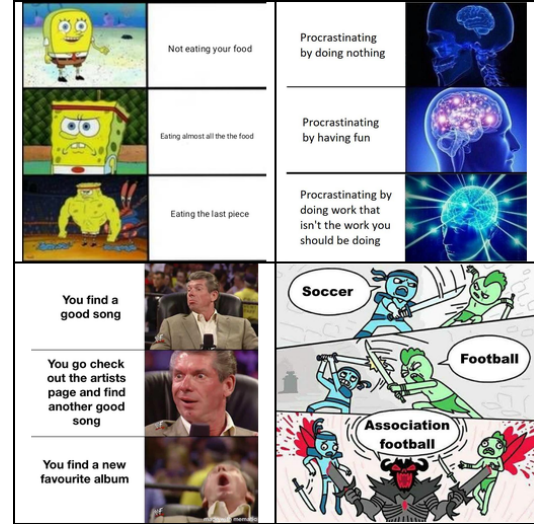 Not eating your food
Eating almost all the the food
Eating the last piece
Procrastinating
by doing nothing
Procrastinating
by having fun
Procrastinating by
doing work that
isn't the work you
should be doing
You find a
good song
You go check
out the artists
page and find
another good
song
You find a new
favourite album
Soccer
Football
Association
football